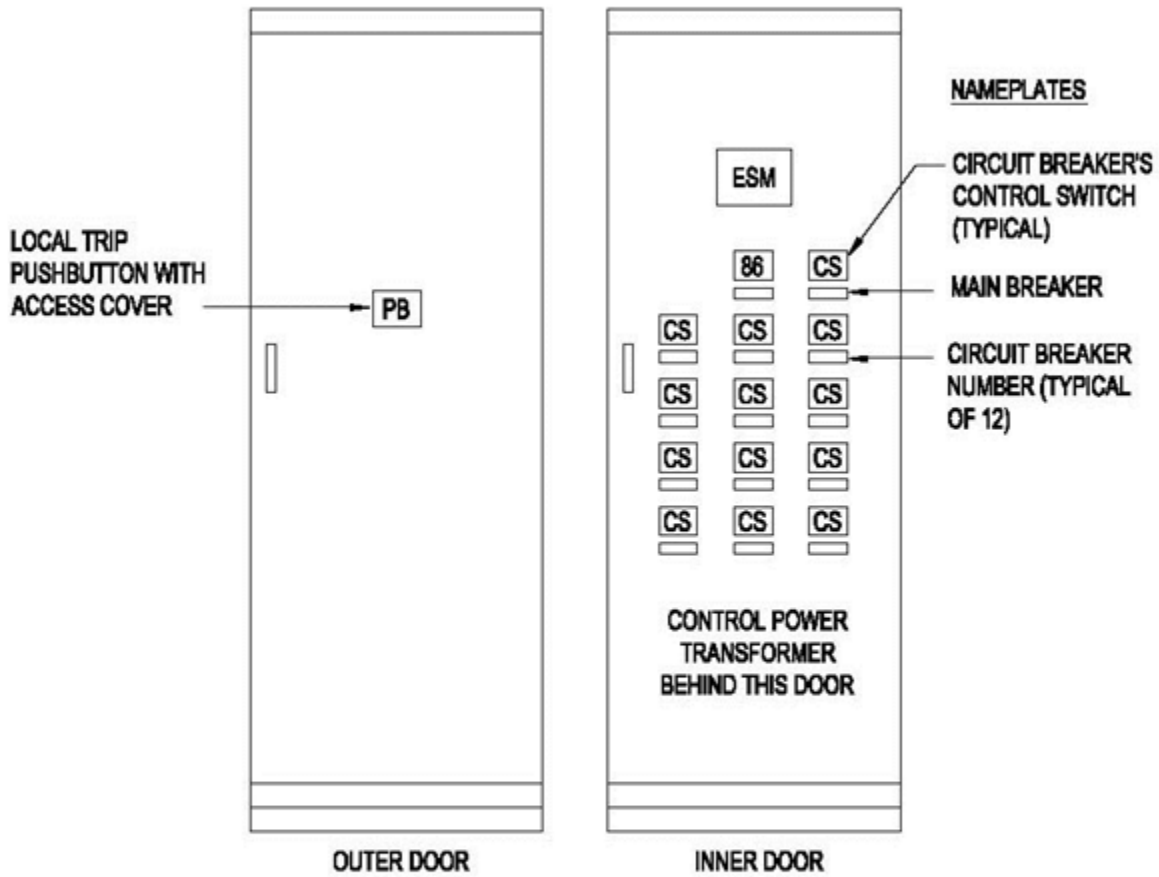 NAMEPLATES
ESM
CIRCUIT BREAKER'S
CONTROL SWITCH
(TYPICAL)
LOCAL TRIP
PUSHBUTTON WITH
ACCESS COVER
PB
86 CS
MAIN BREAKER
CS CS CS
CIRCUIT BREAKER
NUMBER (TYPICAL
OF 12)
CS CS CS
CS CS CS
CS CS CS
CONTROL POWER
TRANSFORMER
BEHIND THIS DOOR
OUTER DOOR
INNER DOOR